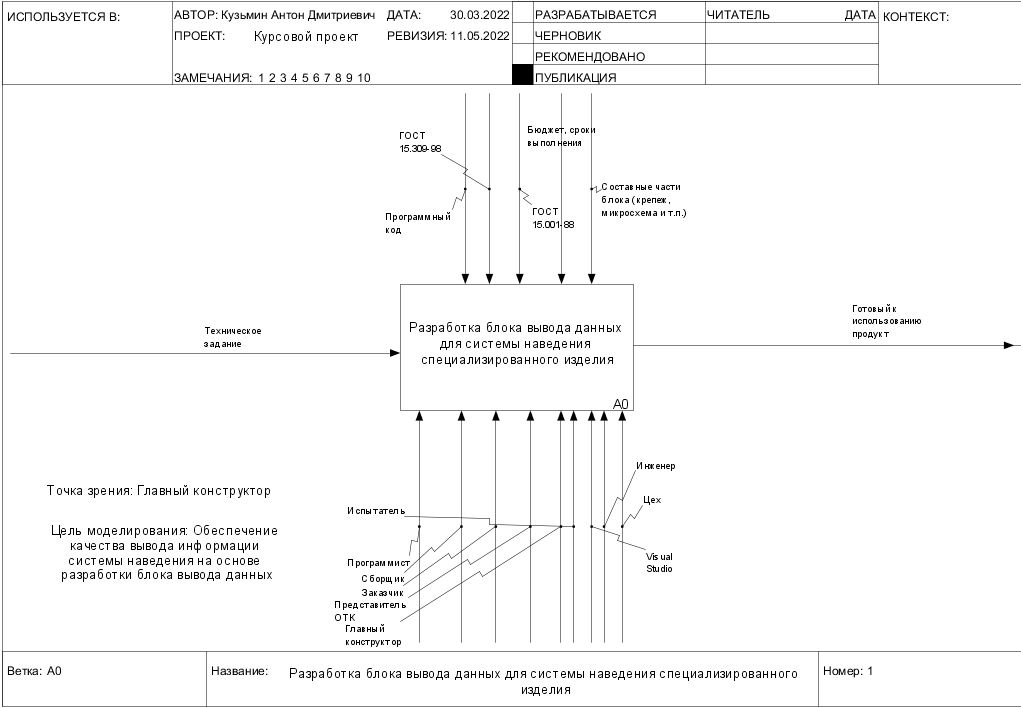 ИСПОЛЬЗУЕТСЯ В:
АВТОР: Кузьмин Антон Дмитриевич ДАТА: 30.03.2022
РАЗРАБАТЫВАЕТСЯ
ЧИТАТЕЛЬ ДАТА
КОНТЕКСТ:
ПРОЕКТ: Курсовой проект РЕВИЗИЯ: 11.05.2022
ЧЕРНОВИК
РЕКОМЕНДОВАНО
ЗАМЕЧАНИЯ: 1 2 3 4 5 6 7 8 9 10
ПУБЛИКАЦИЯ
ГОСТ
15.309-98
Бюджет, сроки
выполнения
Программный
код
ГОСТ
15.001-88
Составные части
блока (крепеж,
микросхема и т.п.)
Техническое
задание
Разработка блока вывода данных
для системы наведения
специализированного изделия
A0
Готовый к
использованию
продукт
Точка зрения: Главный конструктор
Цель моделирования: Обеспечение
качества вывода информации
системы наведения на основе
разработки блока вывода данных
Инженер
Цех
Испытатель
Visual
Studio
Программист
Сборщик
Заказчик
Представитель
ОТК
Главный
конструктор
Ветка: A0
Название:
Разработка блока вывода данных для системы наведения специализированного
изделия
Номер: 1